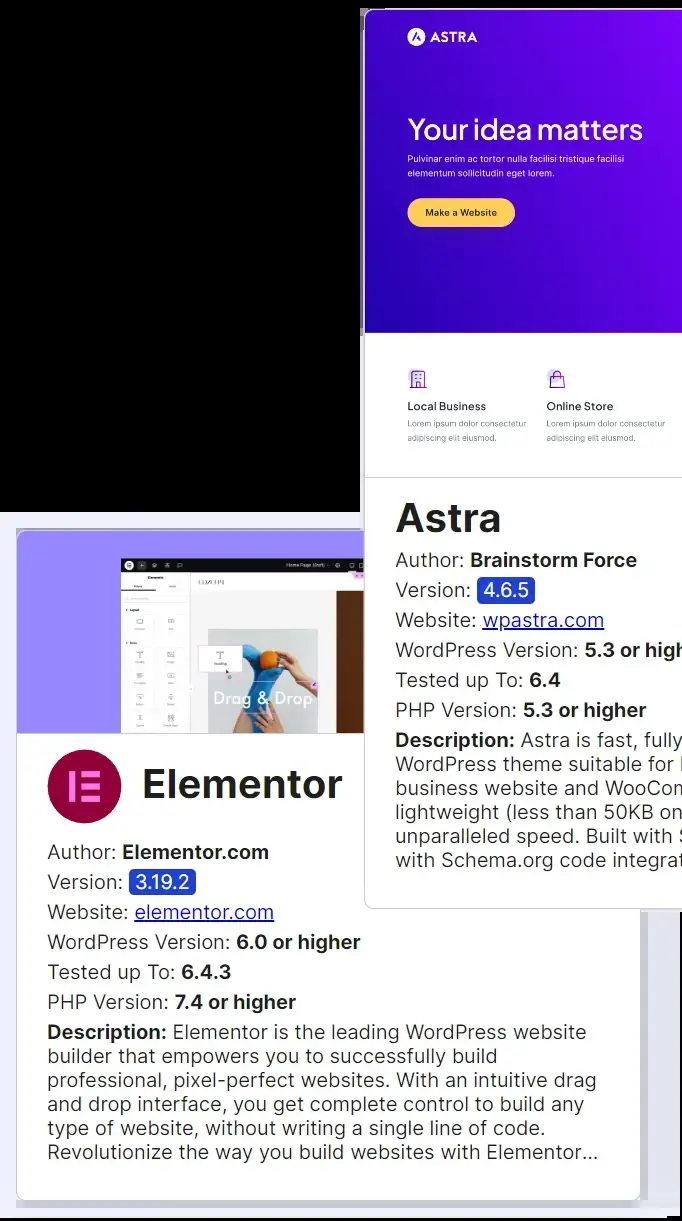 ASTRA
Your idea matters
Pulvinar enim ac tortor nulla facilisi tristique facilisi
elementum sollicitudin eget lorem.
Make a Website
Local Business
Lorem ipsum dolor consectetur
adipiscing elit eiusmod.
Online Store
Lorem ipsum dolor consectetur
adipiscing elit eiusmod.
Astra
Author: Brainstorm Force
Version: 4.6.5
Website: wpastra.com
WordPress Version: 5.3 or high
Tested up To: 6.4
PHP Version: 5.3 or higher
Description: Astra is fast, fully
WordPress theme suitable for
business website and WooCom
lightweight (less than 50KB on
unparalleled speed. Built with
with Schema.org code integrat
Drag & Drop
Elementor
Author: Elementor.com
Version: 3.19.2
Website: elementor.com
WordPress Version: 6.0 or higher
Tested up To: 6.4.3
PHP Version: 7.4 or higher
Description: Elementor is the leading WordPress website
builder that empowers you to successfully build
professional, pixel-perfect websites. With an intuitive drag
and drop interface, you get complete control to build any
type of website, without writing a single line of code.
Revolutionize the way you build websites with Elementor...